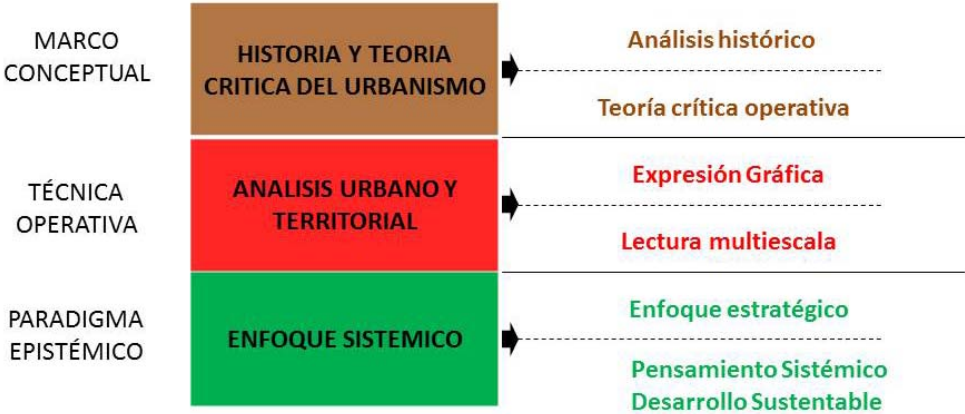 MARCO
CONCEPTUAL
HISTORIA Y TEORIA
CRITICA DEL URBANISMO
Análisis histórico
Teoría crítica operativa
TÉCNICA
OPERATIVA
ANALISIS URBANO Y
TERRITORIAL
Expresión Gráfica
Lectura multiescala
PARADIGMA
EPISTÉMICO
ENFOQUE SISTEMICO
Enfoque estratégico
Pensamiento Sistémico
Desarrollo Sustentable